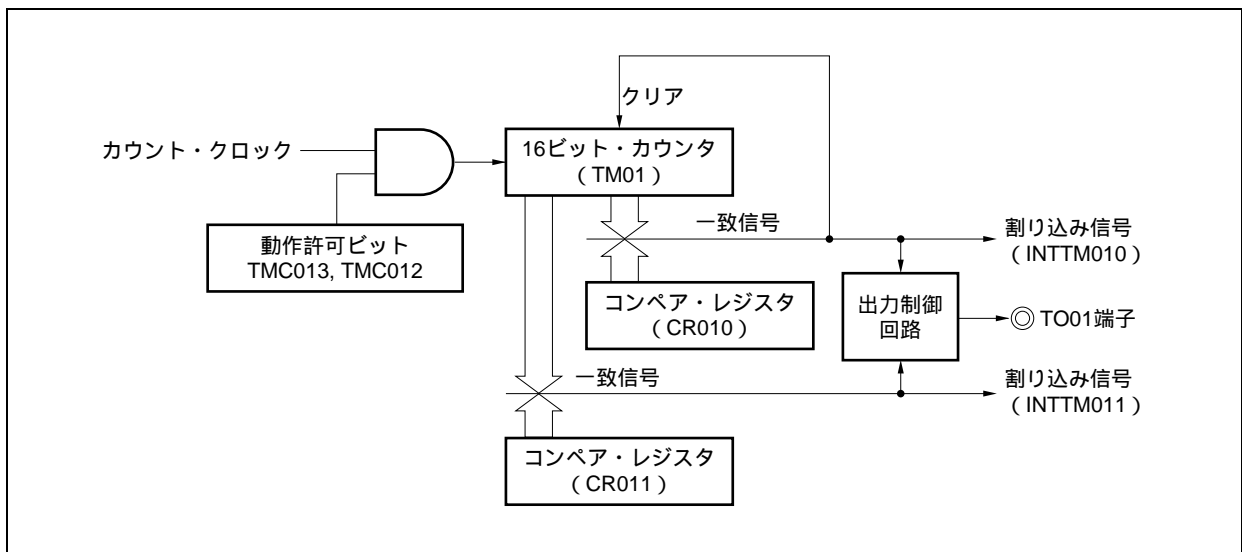 クリア
カウント・クロック
16ビット・カウンタ
（TM01）
動作許可ビット
TMC013, TMC012
一致信号
割り込み信号
（INTTM010）
コンペア・レジスタ
（CR010）
出力制御
回路
TO01端子
一致信号
割り込み信号
（INTTM011）
コンペア・レジスタ
（CR011）